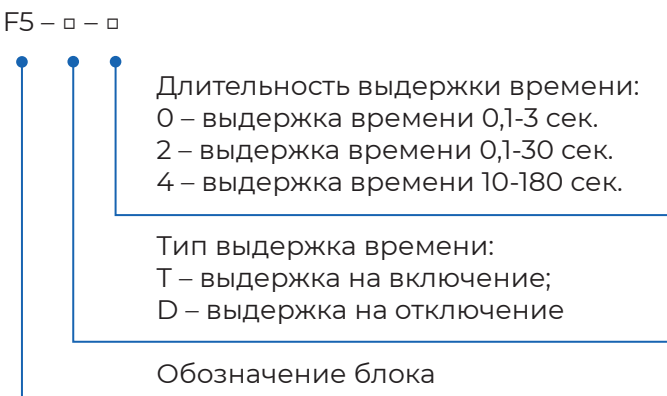 F5 – □ – □
Длительность выдержки времени:
0 – выдержка времени 0,1-3 сек.
2 – выдержка времени 0,1-30 сек.
4 – выдержка времени 10-180 сек.
Тип выдержка времени:
Т – выдержка на включение;
D – выдержка на отключение
Обозначение блока